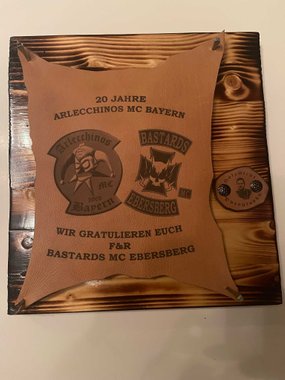 20 JAHRE
ARLECCHINOS MC BAYERN
Arlecchinos
MC
Bayern
BASTARDS
MC
EBERSBERG
WIR GRATULIEREN EUCH
F&R
BASTARDS MC EBERSBERG